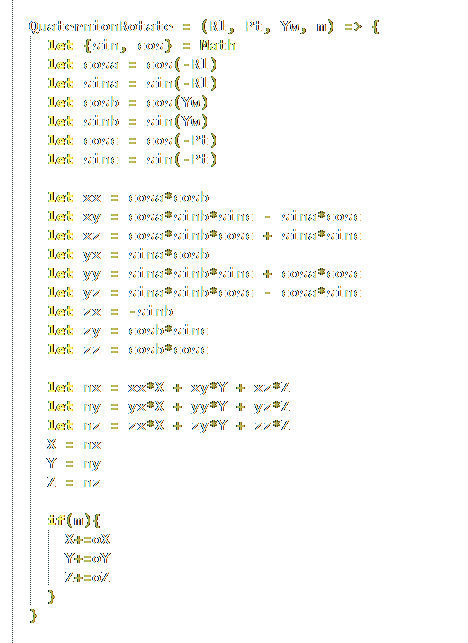 QuaternionRotate = (Rl, Pt, Yw, m) => {
let {sin, cos} = Math
let cosa = cos(-Rl)
let sina = sin(-Rl)
let cosb = cos(Yw)
let sinb = sin(Yw)
let cosc = cos(-Pt)
let sinc = sin(-Pt)
let xx = cosa*cosb
let xy = cosa*sinb*sinc - sina*cosc
let xz = cosa*sinb*cosc + sina*sinc
let yx = sina*cosb
let yy = sina*sinb*sinc + cosa*cosc
let yz = sina*sinb*cosc - cosa*sinc
let zx = -sinb
let zy = cosb*sinc
let zz = cosb*cosc
let nx = xx*X + xy*Y + xz*Z
let ny = yx*X + yy*Y + yz*Z
let nz = zx*X + zy*Y + zz*Z
X = nx
Y = ny
Z = nz
if(m){
X+=oX
Y+=oY
Z+=oZ
}
}